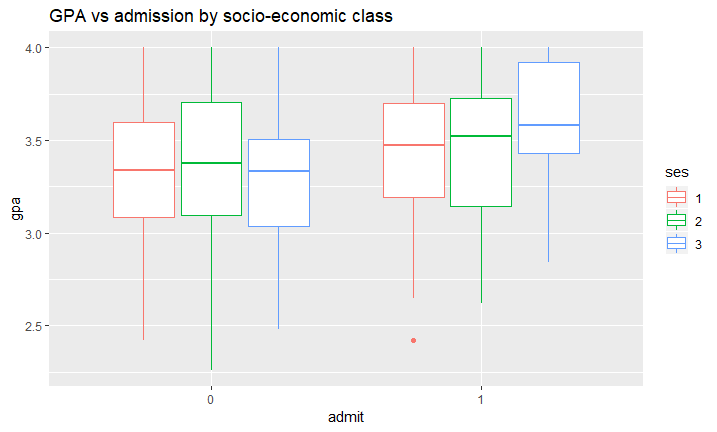 GPA vs admission by socio-economic class
4.0
3.5
3.0
2.5
gpa
0 1
admit
ses
1
2
3